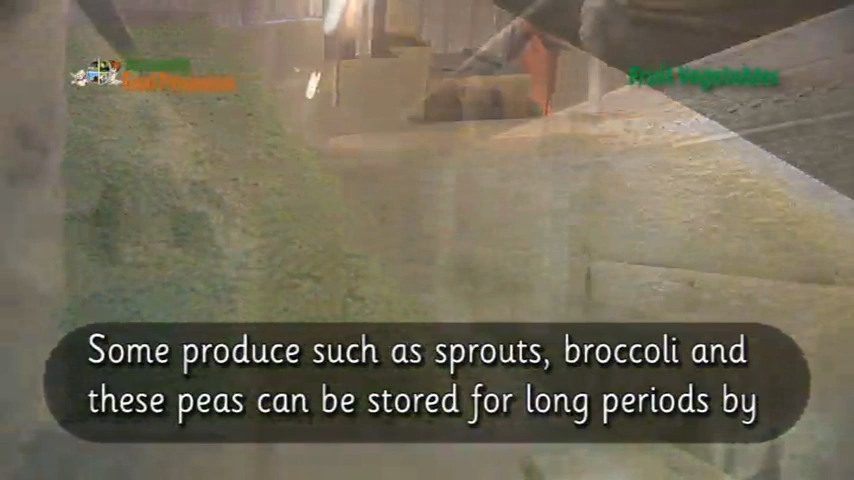 Fruit Vegetables
Some produce such as sprouts, broccoli and
these peas can be stored for long periods by